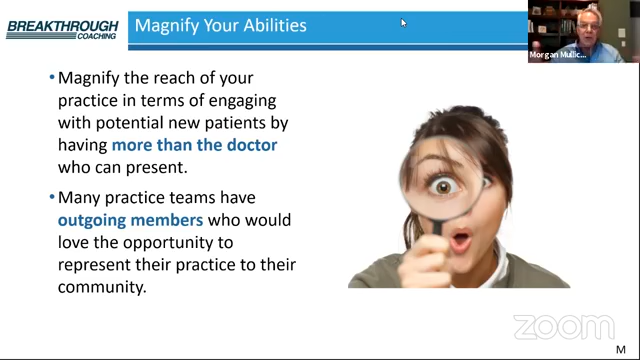 BREAKTHROUGH
COACHING
Magnify Your Abilities
Morgan Mullic...
•Magnify the reach of your
practice in terms of engaging
with potential new patients by
having more than the doctor
who can present.
•Many practice teams have
outgoing members who would
love the opportunity to
represent their practice to their
community.
zoom
M